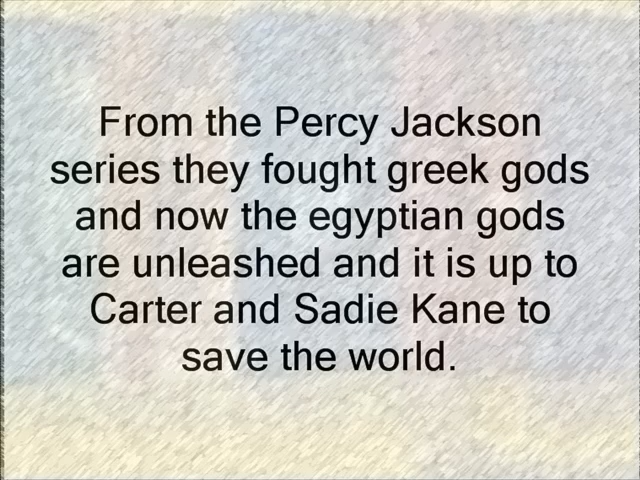 From the Percy Jackson
series they fought greek gods
and now the egyptian gods
are unleashed and it is up to
Carter and Sadie Kane to
save the world.